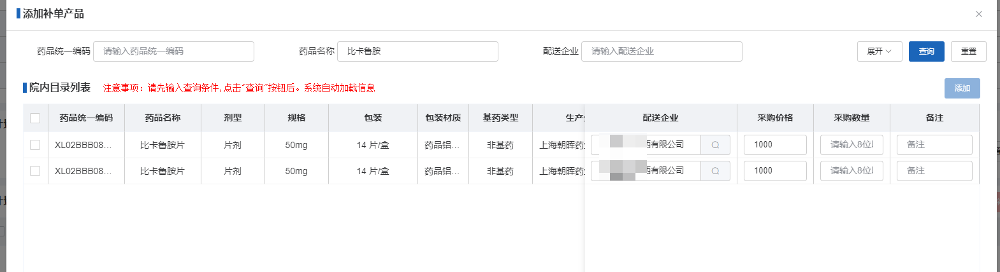 添加补单产品
药品统一编码 请输入药品统一编码 药品名称 比卡鲁胺 配送企业 请输入配送企业 展开 查询 重置
院内目录列表 注意事项：请先输入查询条件,点击"查询"按钮后。系统自动加载信息 添加
药品统一编码 药品名称 剂型 规格 包装 包装材质 基药类型 生产 配送企业 采购价格 采购数量 备注
XL02BBB08... 比卡鲁胺片 片剂 50mg 14 片/盒 药品铝... 非基药 上海朝晖药 有限公司 1000 请输入8位 备注
XL02BBB08... 比卡鲁胺片 片剂 50mg 14 片/盒 药品铝... 非基药 上海朝晖药 有限公司 1000 请输入8位 备注